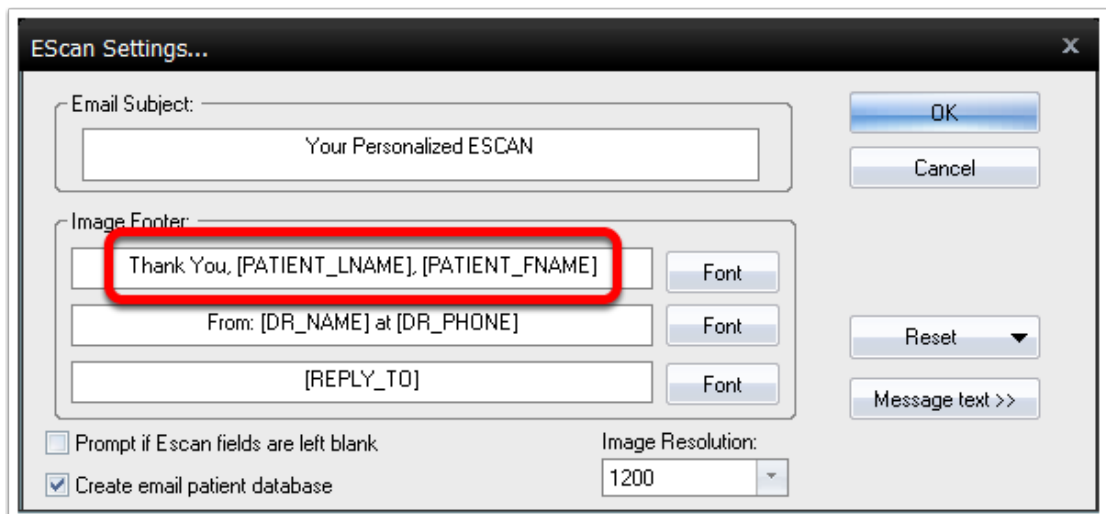 EScan Settings...
x
Email Subject:
Your Personalized ESCAN
OK
Cancel
Image Footer:
Thank You, [PATIENT_LNAME], [PATIENT_FNAME]
Font
From: [DR_NAME] at [DR_PHONE]
Font
[REPLY_TO]
Font
Reset
Message text >>
Prompt if Escan fields are left blank
Image Resolution:
1200
Create email patient database